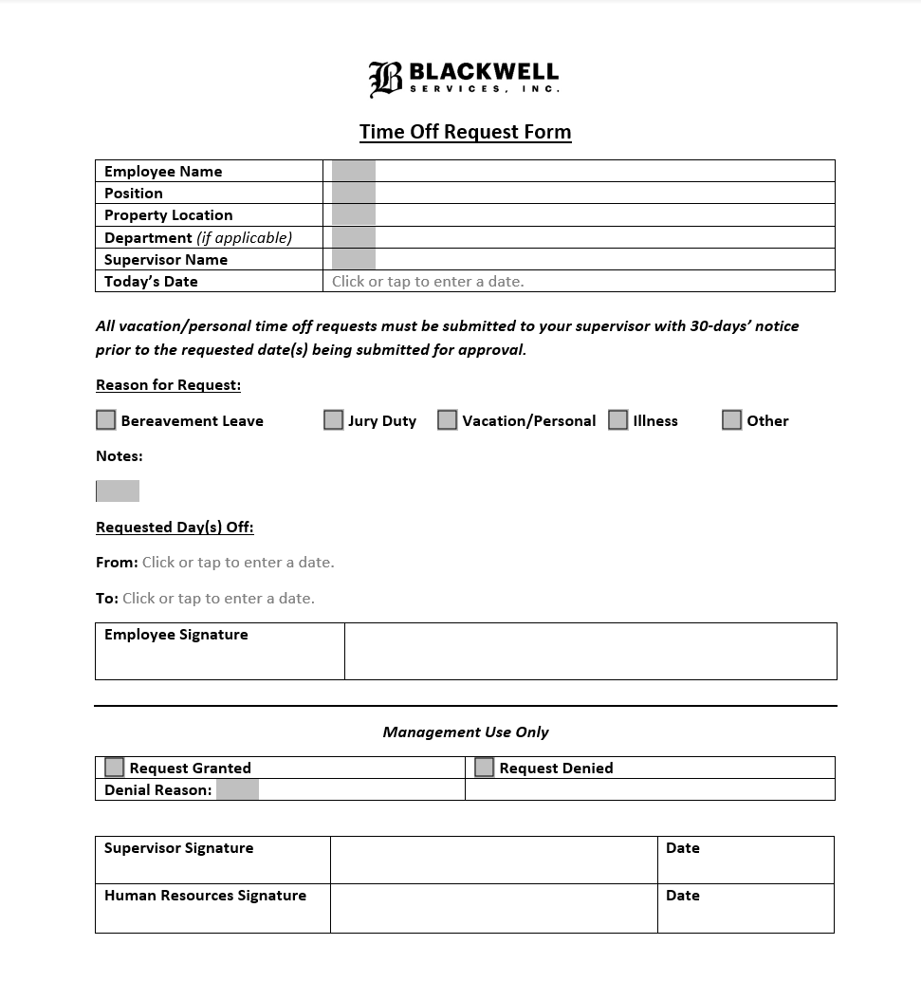 B BLACKWELL
SERVICES, INC.
Time Off Request Form
Employee Name
Position
Property Location
Department (if applicable)
Supervisor Name
Today’s Date Click or tap to enter a date.
All vacation/personal time off requests must be submitted to your supervisor with 30-days’ notice
prior to the requested date(s) being submitted for approval.
Reason for Request:
Bereavement Leave Jury Duty Vacation/Personal Illness Other
Notes:
Requested Day(s) Off:
From: Click or tap to enter a date.
To: Click or tap to enter a date.
Employee Signature
Management Use Only
Request Granted Request Denied
Denial Reason:
Supervisor Signature Date
Human Resources Signature Date